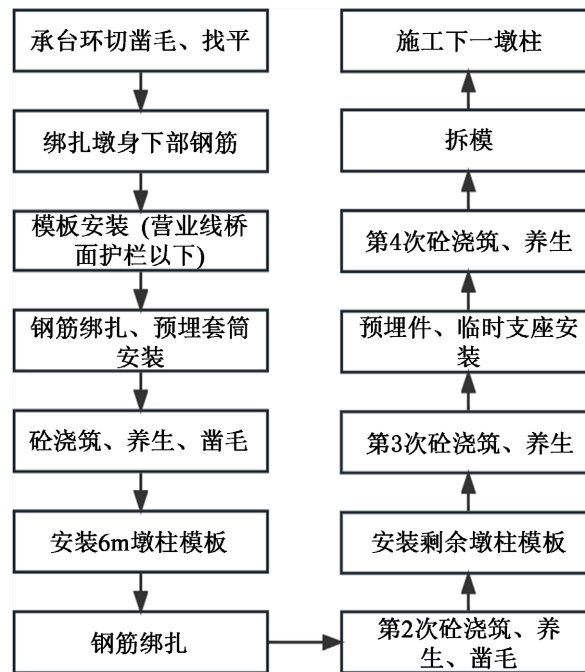 承台环切凿毛、找平
绑扎墩身下部钢筋
模板安装 (营业线桥
面护栏以下)
钢筋绑扎、预埋套筒
安装
砼浇筑、养生、凿毛
安装6m墩柱模板
钢筋绑扎
第2次砼浇筑、养
生、凿毛
安装剩余墩柱模板
第3次砼浇筑、养生
预埋件、临时支座安
装
第4次砼浇筑、养生
拆模
施工下一墩柱